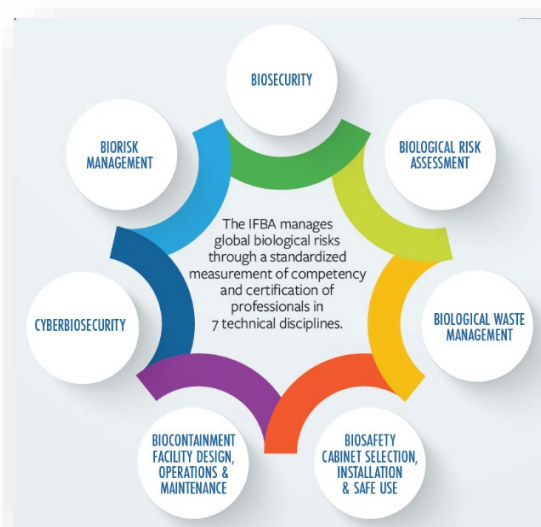 BIOSECURITY
BIORISK
MANAGEMENT
BIOLOGICAL RISK
ASSESSMENT
The IFBA manages
global biological risks
through a standardized
measurement of competency
and certification of
professionals in
7 technical disciplines.
CYBERBIOSECURITY
BIOLOGICAL WASTE
MANAGEMENT
BIOCONTAINMENT
FACILITY DESIGN,
OPERATIONS &
MAINTENANCE
BIOSAFETY
CABINET SELECTION,
INSTALLATION
& SAFE USE